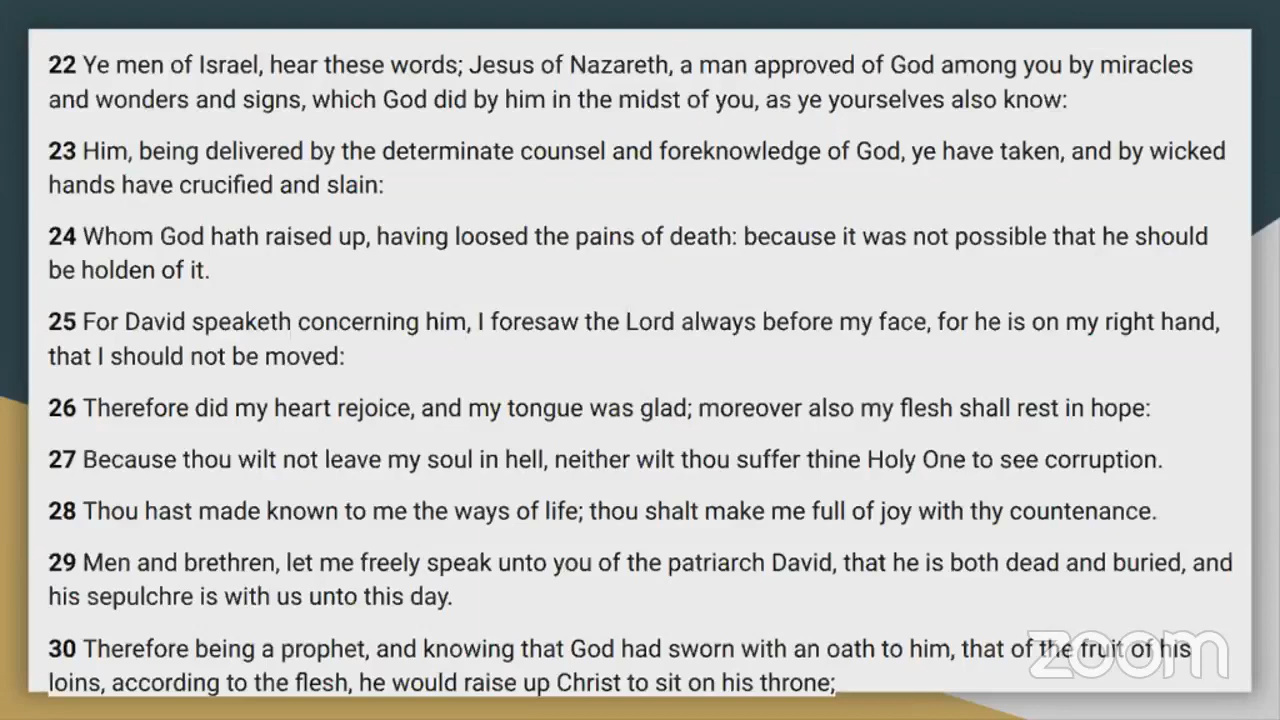 22 Ye men of Israel, hear these words; Jesus of Nazareth, a man approved of God among you by miracles
and wonders and signs, which God did by him in the midst of you, as ye yourselves also know:
23 Him, being delivered by the determinate counsel and foreknowledge of God, ye have taken, and by wicked
hands have crucified and slain:
24 Whom God hath raised up, having loosed the pains of death: because it was not possible that he should
be holden of it.
25 For David speaketh concerning him, I foresaw the Lord always before my face, for he is on my right hand,
that I should not be moved:
26 Therefore did my heart rejoice, and my tongue was glad; moreover also my flesh shall rest in hope:
27 Because thou wilt not leave my soul in hell, neither wilt thou suffer thine Holy One to see corruption.
28 Thou hast made known to me the ways of life; thou shalt make me full of joy with thy countenance.
29 Men and brethren, let me freely speak unto you of the patriarch David, that he is both dead and buried, and
his sepulchre is with us unto this day.
30 Therefore being a prophet, and knowing that God had sworn with an oath to him, that of the fruit of his
loins, according to the flesh, he would raise up Christ to sit on his throne;
zoom